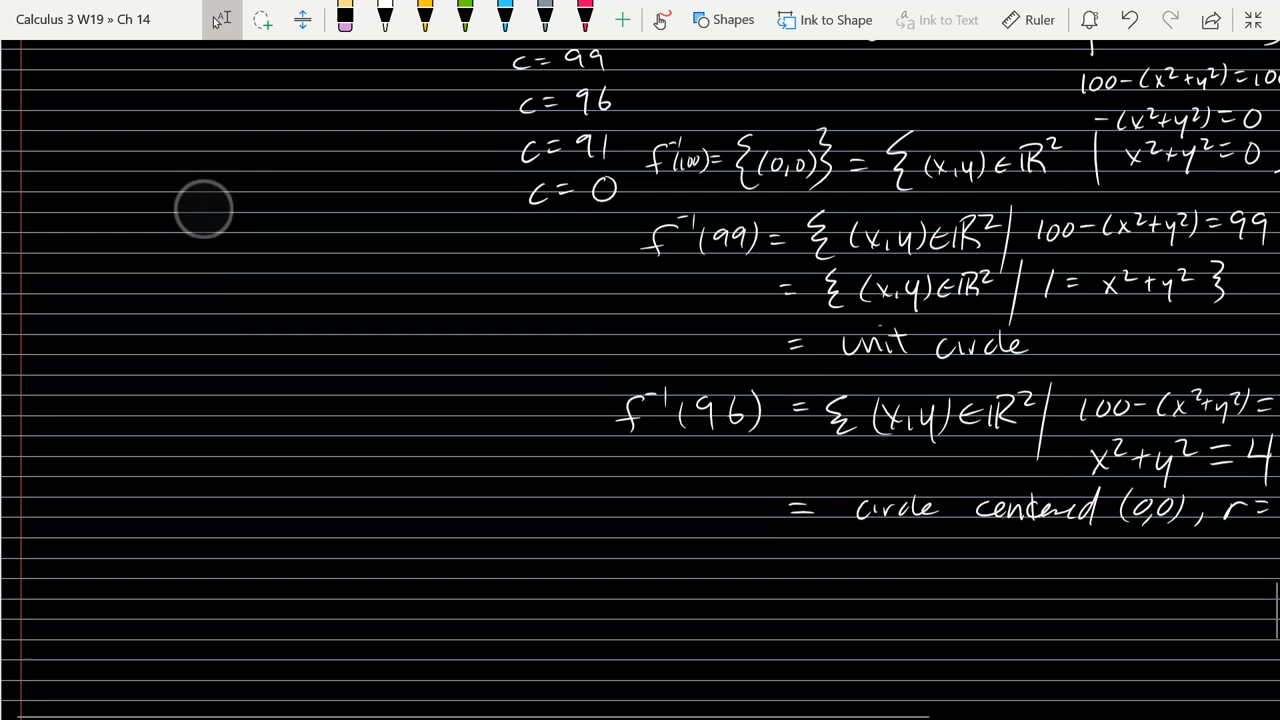 Calculus 3 W19 » Ch 14
Shapes
Ink to Shape
Ink to Text
Ruler
c = 99
c = 96
c = 91
c = 0
100-(x²+y²)=100
-(x²+y²)=0
f⁻¹(100) = {(0,0)} = {(x,y)∈ℝ² | x²+y²=0
f⁻¹(99) = {(x,y)∈ℝ² | 100-(x²+y²)=99
= {(x,y)∈ℝ² | 1 = x²+y² }
= unit circle
f⁻¹(96) = {(x,y)∈ℝ² | 100-(x²+y²)=
x²+y² = 4
= circle centered (0,0), r=